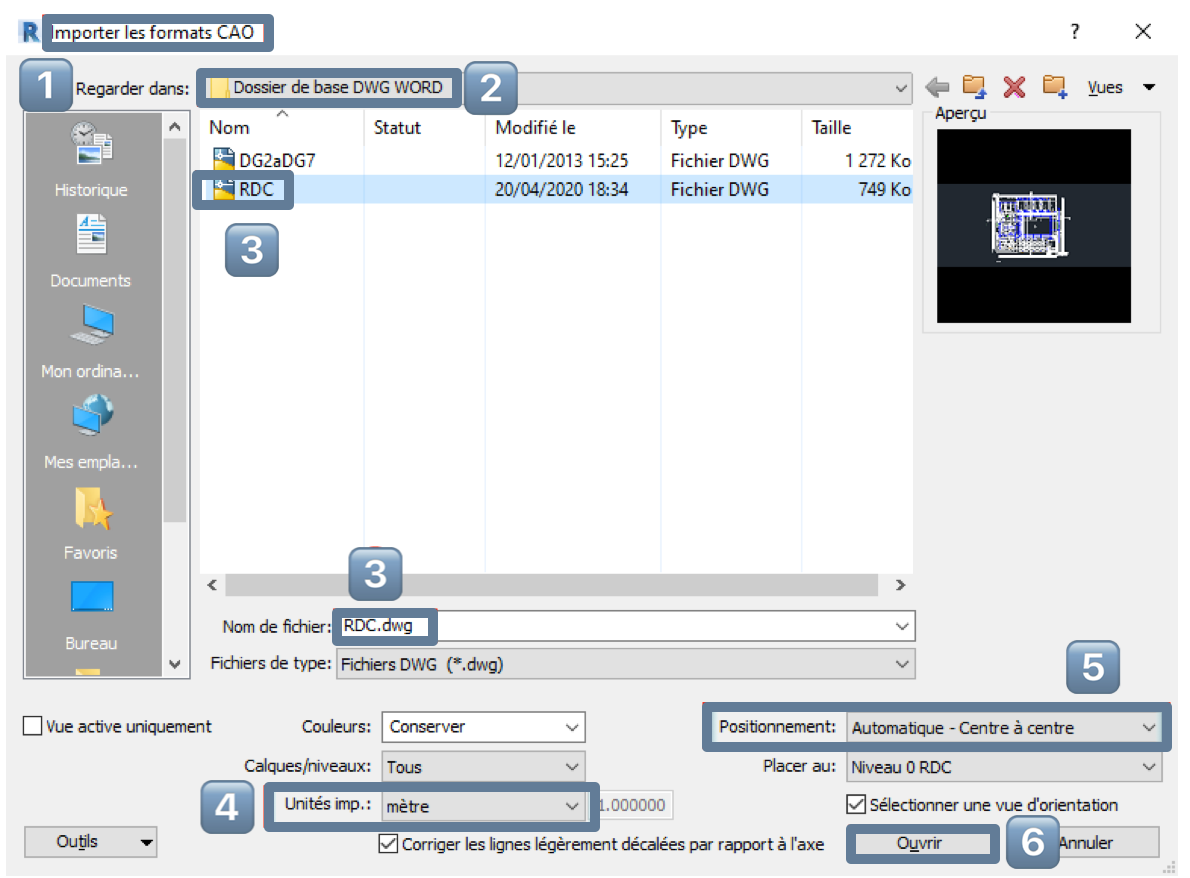 R Importer les formats CAO ?
1 Regarder dans: Dossier de base DWG WORD 2 Vues
Aperçu
Nom Statut Modifié le Type Taille
DG2aDG7 12/01/2013 15:25 Fichier DWG 1 272 Ko
RDC 20/04/2020 18:34 Fichier DWG 749 Ko
3
Historique
Documents
Mon ordina...
Mes empla...
Favoris
Bureau
3
Nom de fichier: RDC.dwg
Fichiers de type: Fichiers DWG (*.dwg)
5
Vue active uniquement Couleurs: Conserver Positionnement: Automatique - Centre à centre
Calques/niveaux: Tous Placer au: Niveau 0 RDC
4 Unités imp.: mètre 1.000000 Sélectionner une vue d'orientation
Outils Corriger les lignes légèrement décalées par rapport à l'axe Ouvrir 6 Annuler